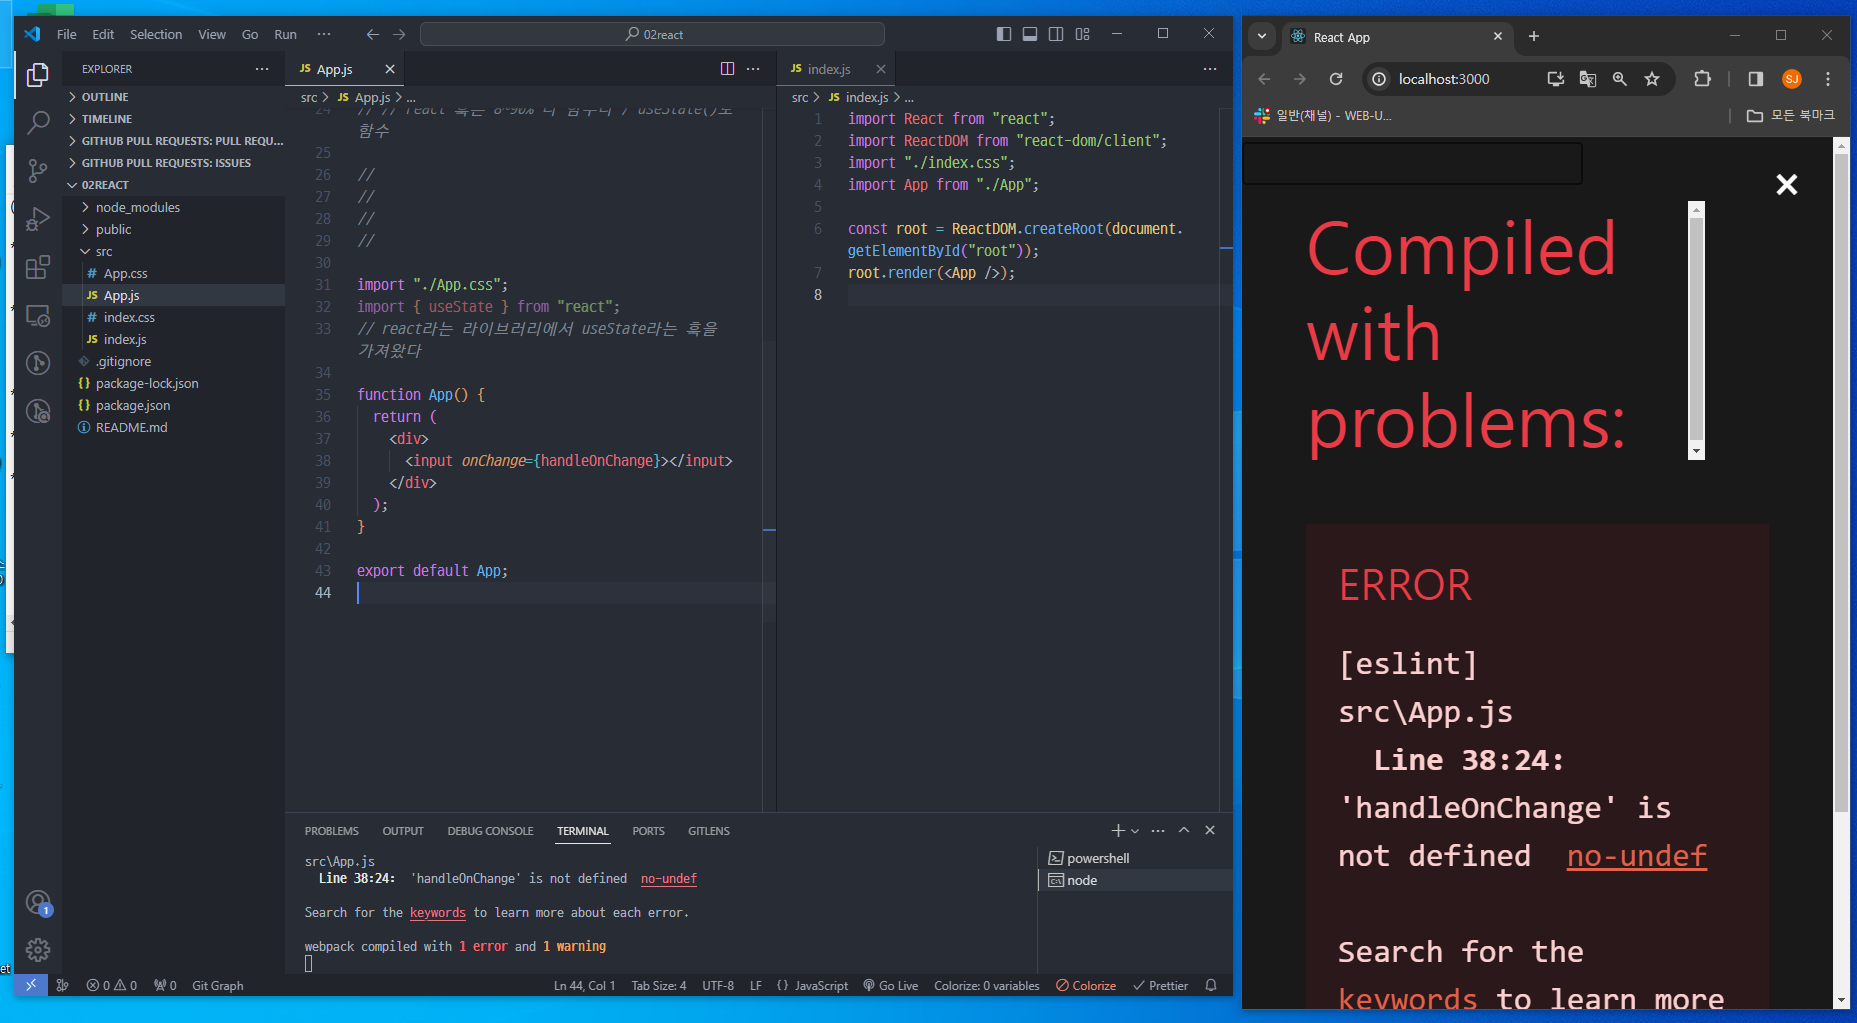 File Edit Selection View Go Run ··· 02react
EXPLORER
OUTLINE
TIMELINE
GITHUB PULL REQUESTS: PULL REQU...
GITHUB PULL REQUESTS: ISSUES
02REACT
node_modules
public
src
# App.css
JS App.js
# index.css
JS index.js
.gitignore
{} package-lock.json
{} package.json
README.md
JS App.js
src > JS App.js > ...
24 // // react 혹은 8~90% 다 함수다 / useState()도
함수
25
26 //
27 //
28 //
29 //
30
31 import "./App.css";
32 import { useState } from "react";
33 // react라는 라이브러리에서 useState라는 훅을
가져왔다
34
35 function App() {
36 return (
37 <div>
38 <input onChange={handleOnChange}></input>
39 </div>
40 );
41 }
42
43 export default App;
44
JS index.js
src > JS index.js > ...
1 import React from "react";
2 import ReactDOM from "react-dom/client";
3 import "./index.css";
4 import App from "./App";
5
6 const root = ReactDOM.createRoot(document.
getElementById("root"));
7 root.render(<App />);
8
PROBLEMS OUTPUT DEBUG CONSOLE TERMINAL PORTS GITLENS
src\App.js
Line 38:24: 'handleOnChange' is not defined no-undef
Search for the keywords to learn more about each error.
webpack compiled with 1 error and 1 warning
powershell
node
1
0 0 0 Git Graph Ln 44, Col 1 Tab Size: 4 UTF-8 LF {} JavaScript Go Live Colorize: 0 variables Colorize Prettier
React App
localhost:3000
SJ
일반(채널) - WEB-U...
모든 북마크
Compiled
with
problems:
ERROR
[eslint]
src\App.js
Line 38:24:
'handleOnChange' is
not defined no-undef
Search for the
keywords to learn more